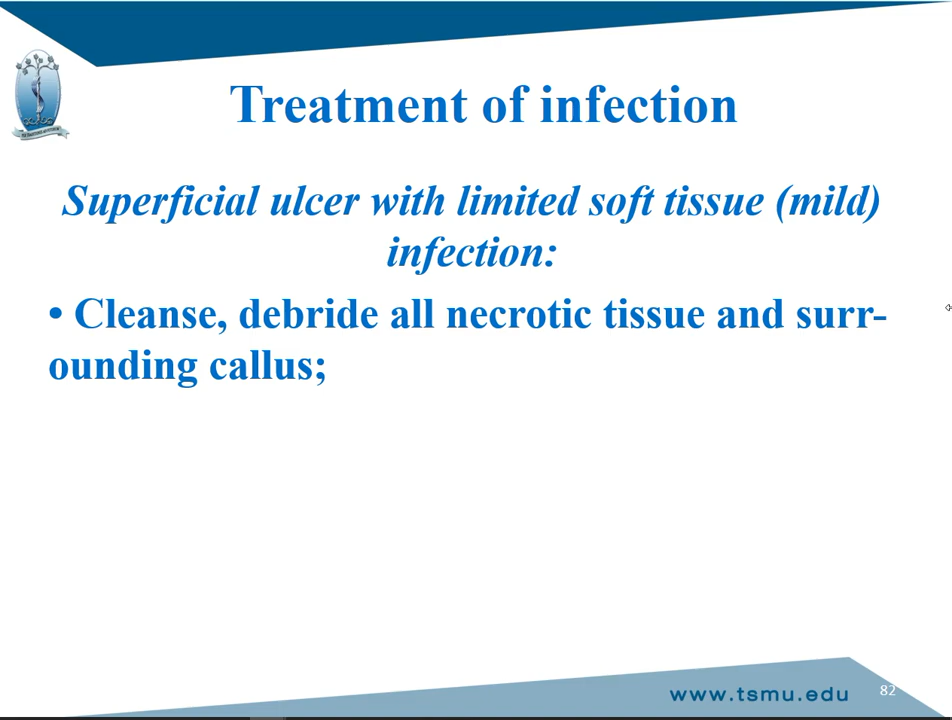 Treatment of infection
Superficial ulcer with limited soft tissue (mild)
infection:
• Cleanse, debride all necrotic tissue and surr-
ounding callus;
www.tsmu.edu
82